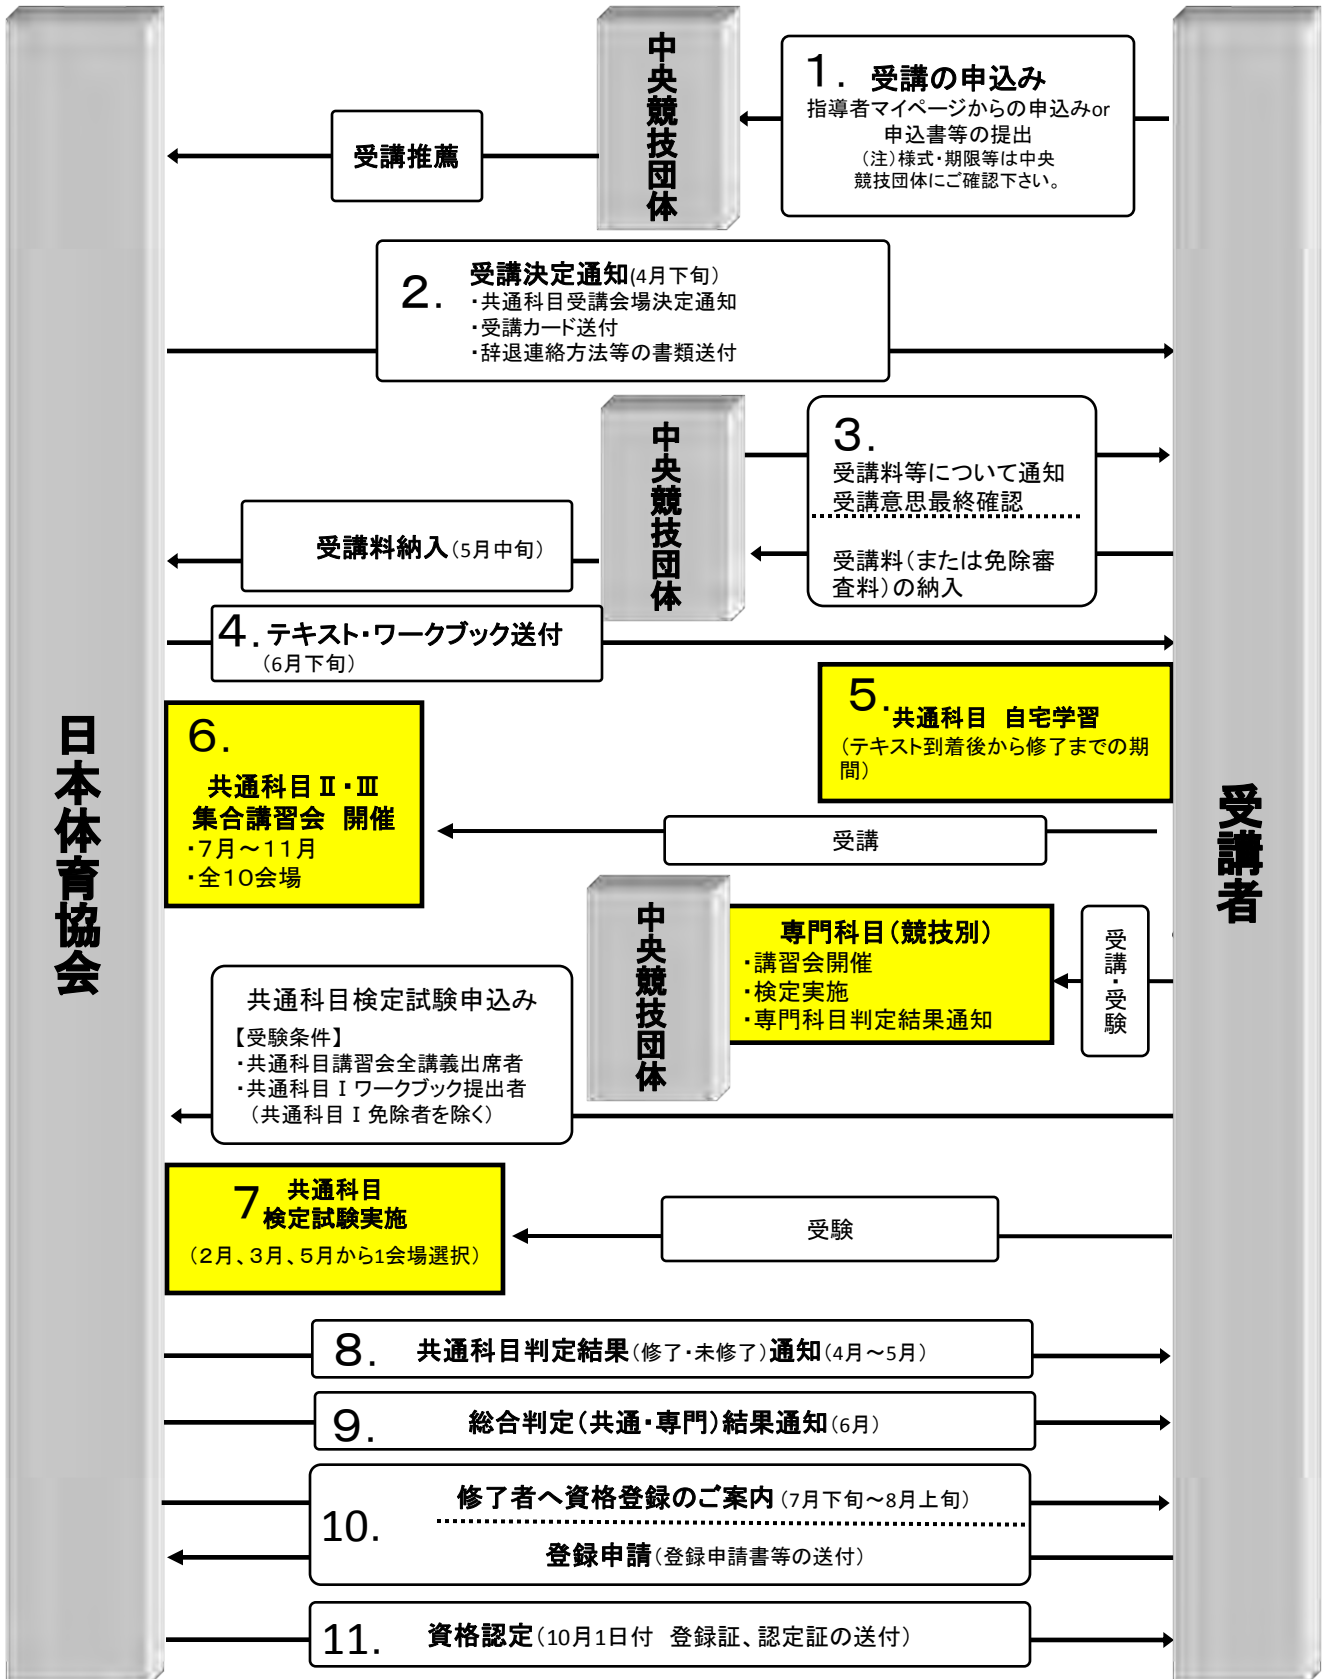 中央競技団体
1. 受講の申込み
指導者マイページからの申込みor
申込書等の提出
（注）様式・期限等は中央
競技団体にご確認下さい。
受講推薦
2. 受講決定通知(4月下旬)
・共通科目受講会場決定通知
・受講カード送付
・辞退連絡方法等の書類送付
中央競技団体
3.
受講料等について通知
受講意思最終確認
受講料（または免除審
査料）の納入
受講料納入（5月中旬）
4. テキスト・ワークブック送付
（6月下旬）
5. 共通科目 自宅学習
（テキスト到着後から修了までの期
間）
6.
共通科目Ⅱ・Ⅲ
集合講習会 開催
・7月～11月
・全10会場
受講
日本体育協会
受講者
中央競技団体
専門科目（競技別）
・講習会開催
・検定実施
・専門科目判定結果通知
受講・受験
共通科目検定試験申込み
【受験条件】
・共通科目講習会全講義出席者
・共通科目Ⅰワークブック提出者
（共通科目Ⅰ免除者を除く）
7 共通科目
検定試験実施
（2月、3月、5月から1会場選択）
受験
8. 共通科目判定結果（修了・未修了）通知（4月～5月）
9. 総合判定（共通・専門）結果通知（6月）
10. 修了者へ資格登録のご案内（7月下旬～8月上旬）
登録申請（登録申請書等の送付）
11. 資格認定（10月1日付 登録証、認定証の送付）